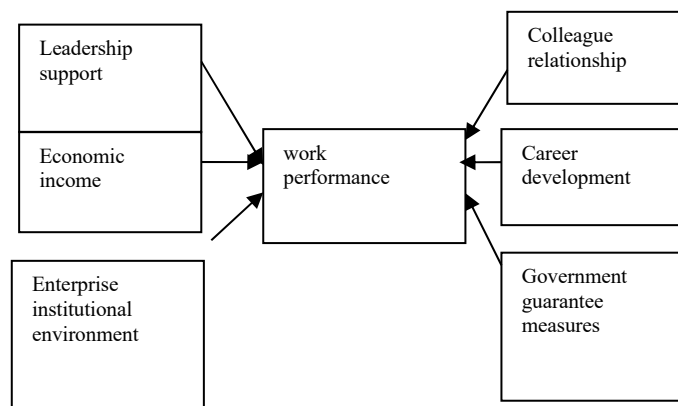 Leadership
support
Economic
income
Enterprise
institutional
environment
work
performance
Colleague
relationship
Career
development
Government
guarantee
measures